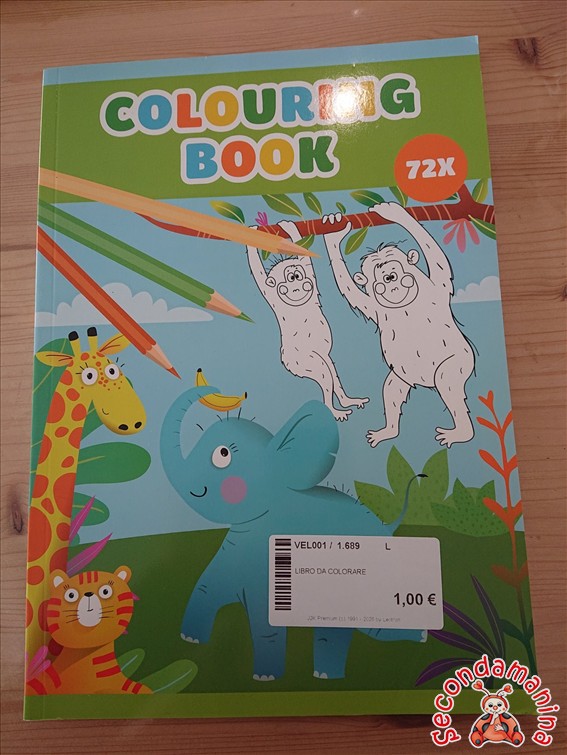 COLOURING
BOOK
72X
VEL001 / 1.689 L
LIBRO DA COLORARE
1,00 €
Secondamanina